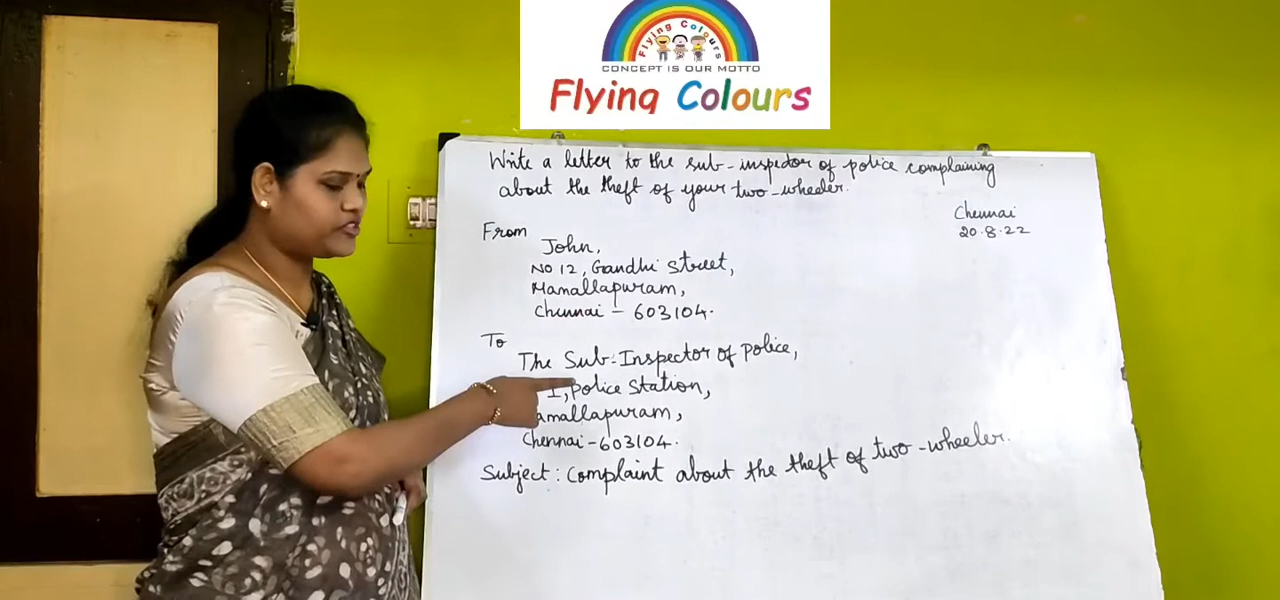 Flying Colours
CONCEPT IS OUR MOTTO
Flying Colours
Write a letter to the sub-inspector of police complaining
about the theft of your two-wheeler.
Chennai
20.8.22
From
John,
No 12, Gandhi Street,
Mamallapuram,
Chennai - 603104.
To
The Sub-Inspector of Police,
I, Police Station,
amallapuram,
Chennai-603104.
Subject: Complaint about the theft of two-wheeler.